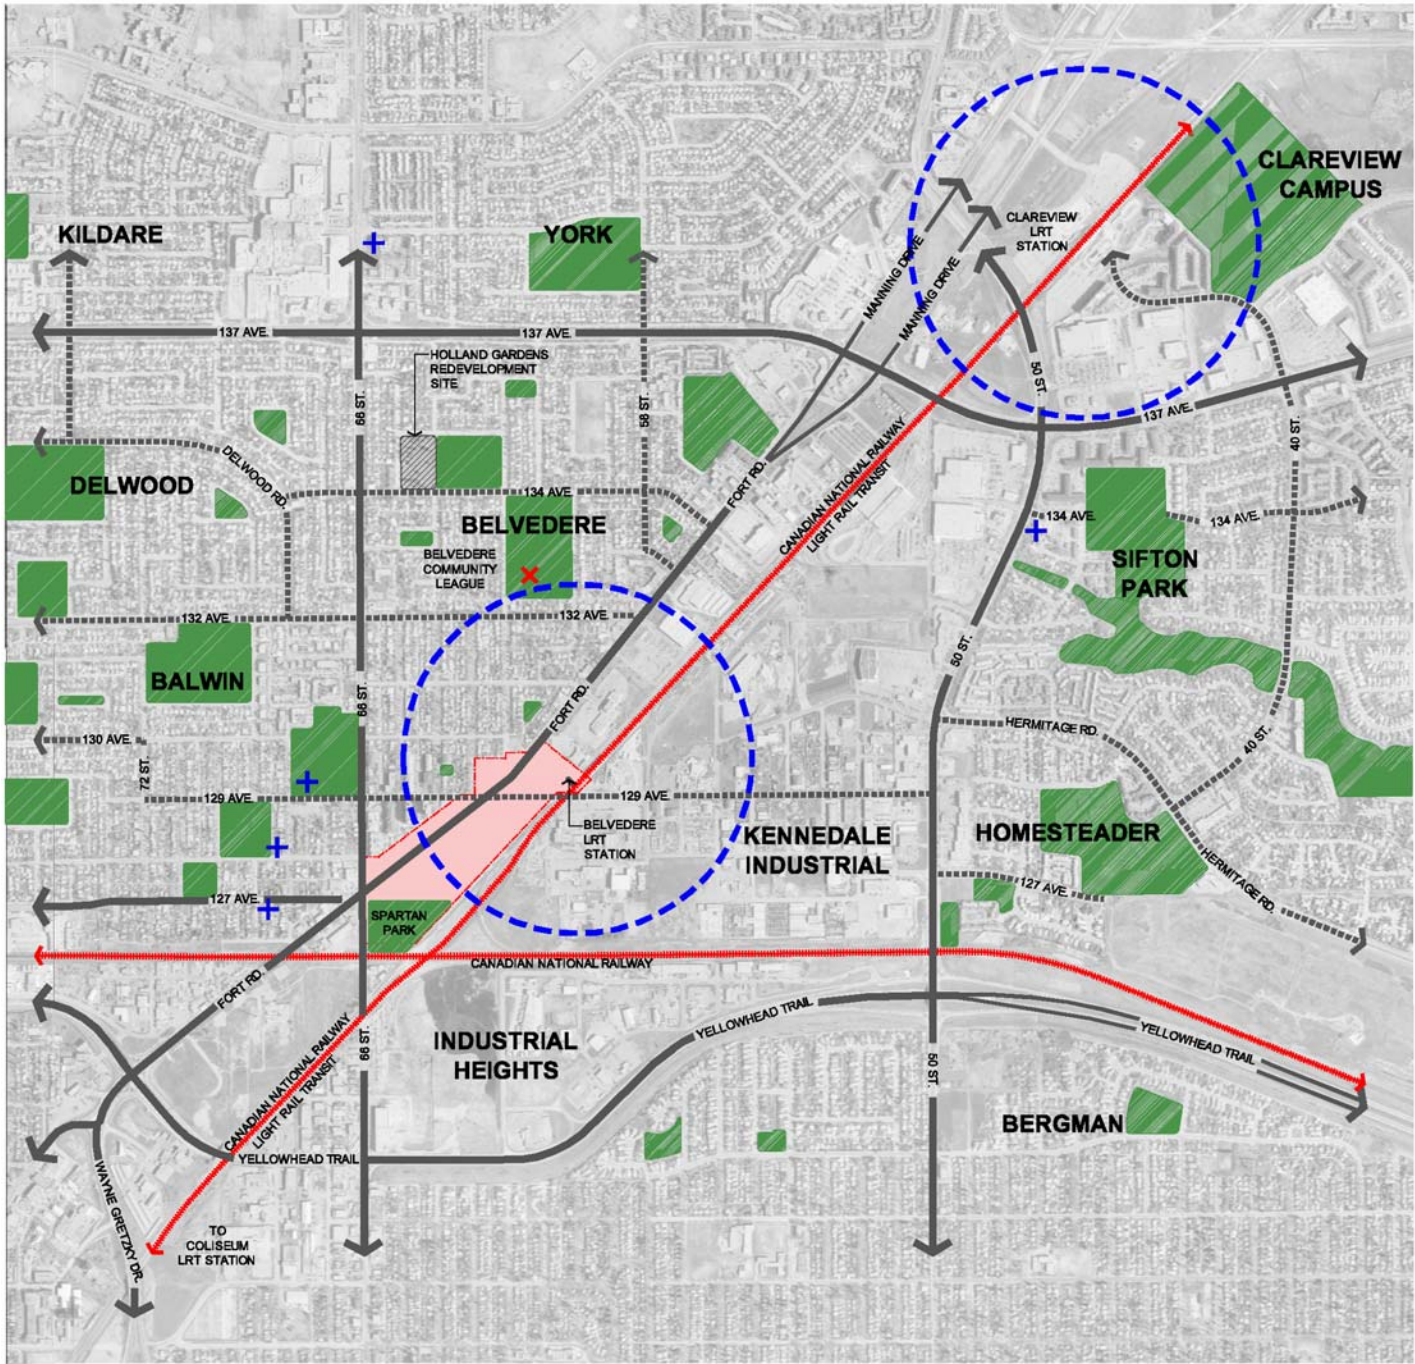 CLAREVIEW
CAMPUS
KILDARE
YORK
CLAREVIEW
LRT
STATION
MANNING DRIVE
MANNING DRIVE
137 AVE.
137 AVE.
HOLLAND GARDENS
REDEVELOPMENT
SITE
66 ST.
58 ST.
50 ST.
137 AVE.
40 ST.
DELWOOD
DELWOOD RD.
FORT RD.
CANADIAN NATIONAL RAILWAY
LIGHT RAIL TRANSIT
134 AVE.
BELVEDERE
134 AVE.
134 AVE.
BELVEDERE
COMMUNITY
LEAGUE
SIFTON
PARK
132 AVE.
132 AVE.
50 ST.
BALWIN
66 ST.
FORT RD.
HERMITAGE RD.
40 ST.
130 AVE.
72 ST.
129 AVE.
129 AVE.
BELVEDERE
LRT
STATION
KENNEDALE
INDUSTRIAL
HOMESTEADER
HERMITAGE RD.
127 AVE.
127 AVE.
SPARTAN
PARK
CANADIAN NATIONAL RAILWAY
FORT RD.
YELLOWHEAD TRAIL
YELLOWHEAD TRAIL
INDUSTRIAL
HEIGHTS
66 ST.
50 ST.
CANADIAN NATIONAL RAILWAY
LIGHT RAIL TRANSIT
BERGMAN
YELLOWHEAD TRAIL
WAYNE GRETZKY DR.
TO
COLISEUM
LRT STATION